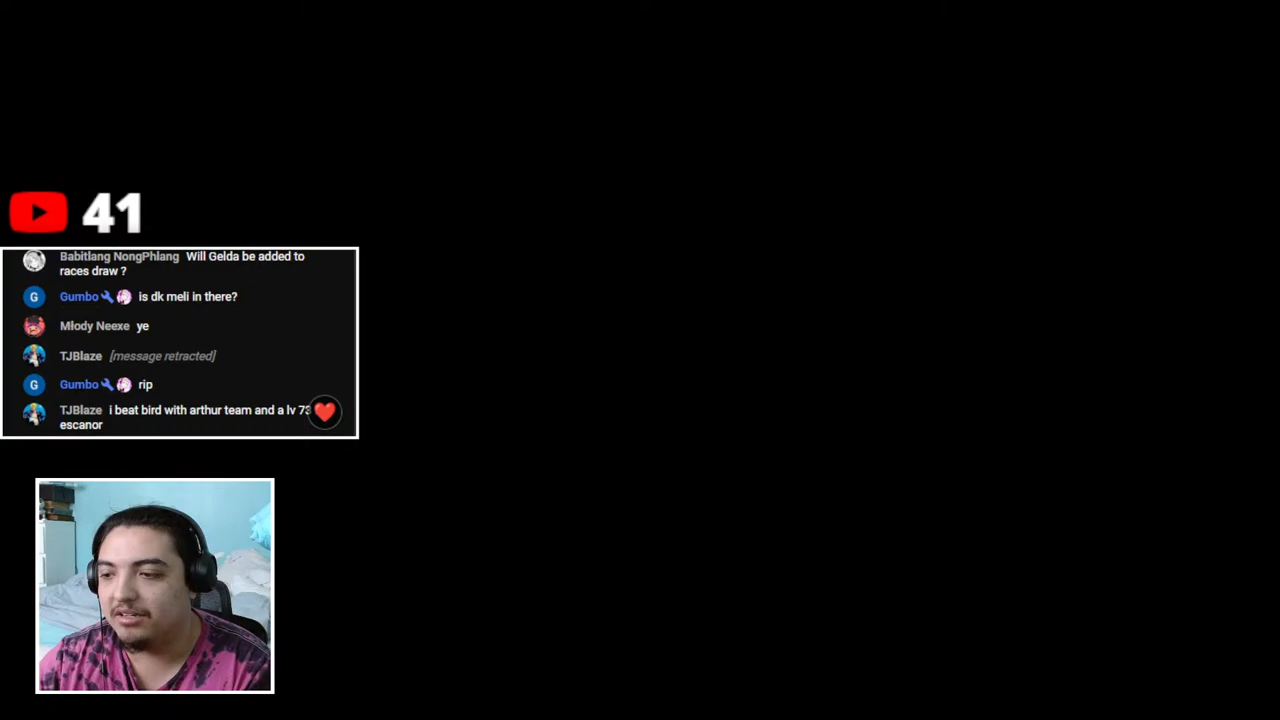 41
Babitlang NongPhlang Will Gelda be added to
races draw ?
G Gumbo is dk meli in there?
Młody Neexe ye
TJBlaze [message retracted]
G Gumbo rip
TJBlaze i beat bird with arthur team and a lv 73
escanor